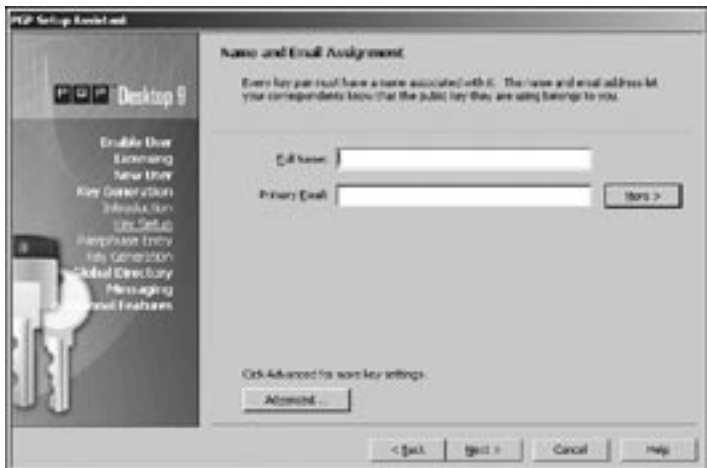 PGP Setup Assistant
PGP Desktop 9
Enable User
Licensing
New User
Key Generation
Introduction
Key Setup
Passphrase Entry
Key Generation
Global Directory
Messaging
Features
Name and Email Assignment
Every key pair must have a name associated with it. The name and email address let
your correspondents know that the public key they are using belongs to you.
Full Name:
Primary Email:
More >
Click Advanced for more key settings.
Advanced ...
< Back
Next >
Cancel
Help